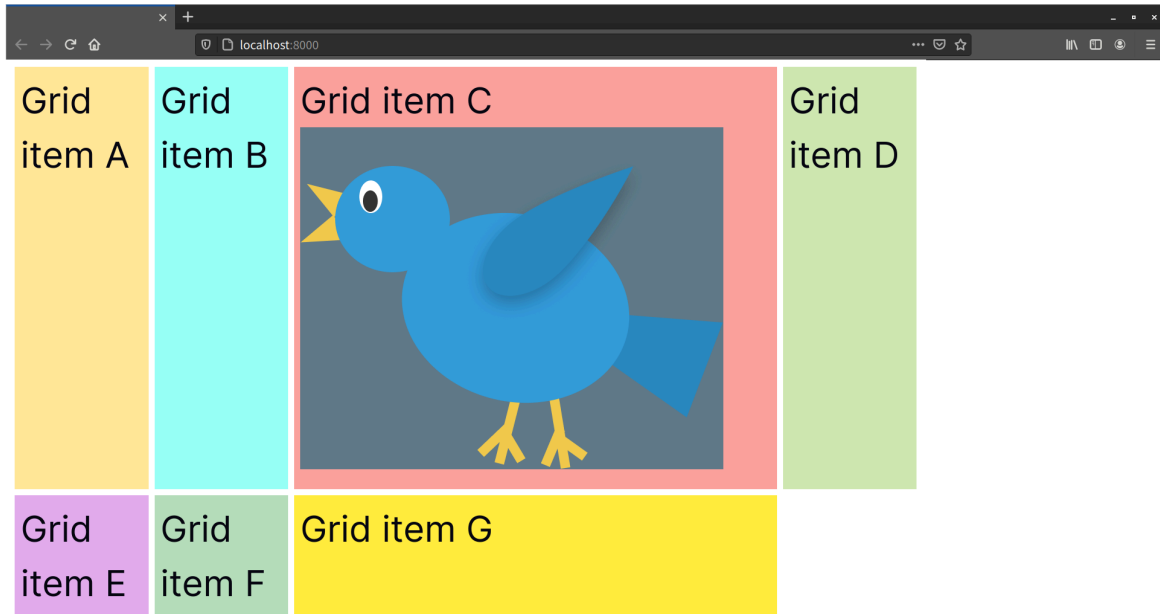 localhost:8000
Grid
item A
Grid
item B
Grid item C
Grid
item D
Grid
item E
Grid
item F
Grid item G